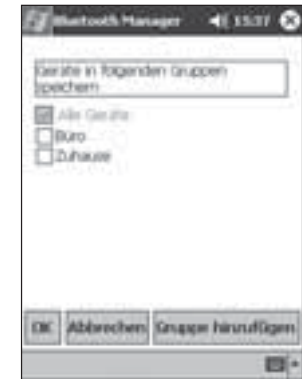 Bluetooth Manager 15:37
Geräte in folgenden Gruppen
speichern
Alle Geräte
Büro
Zuhause
OK Abbrechen Gruppe hinzufügen